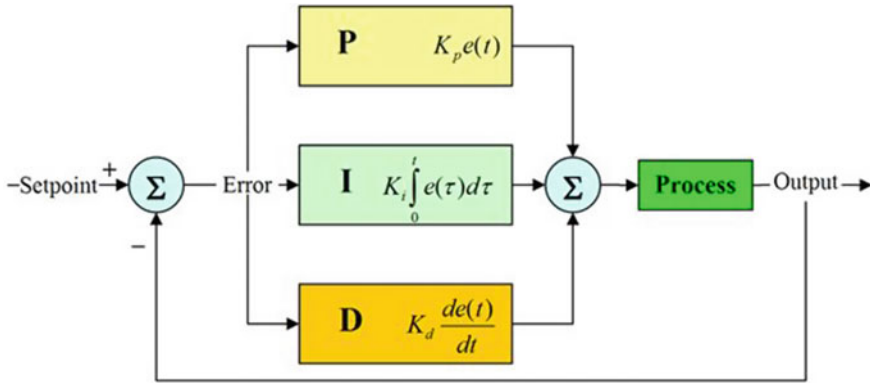 P K_p e(t)
–Setpoint + Σ Error I K_i ∫_0^t e(τ)dτ Σ Process Output
–
D K_d de(t)/dt